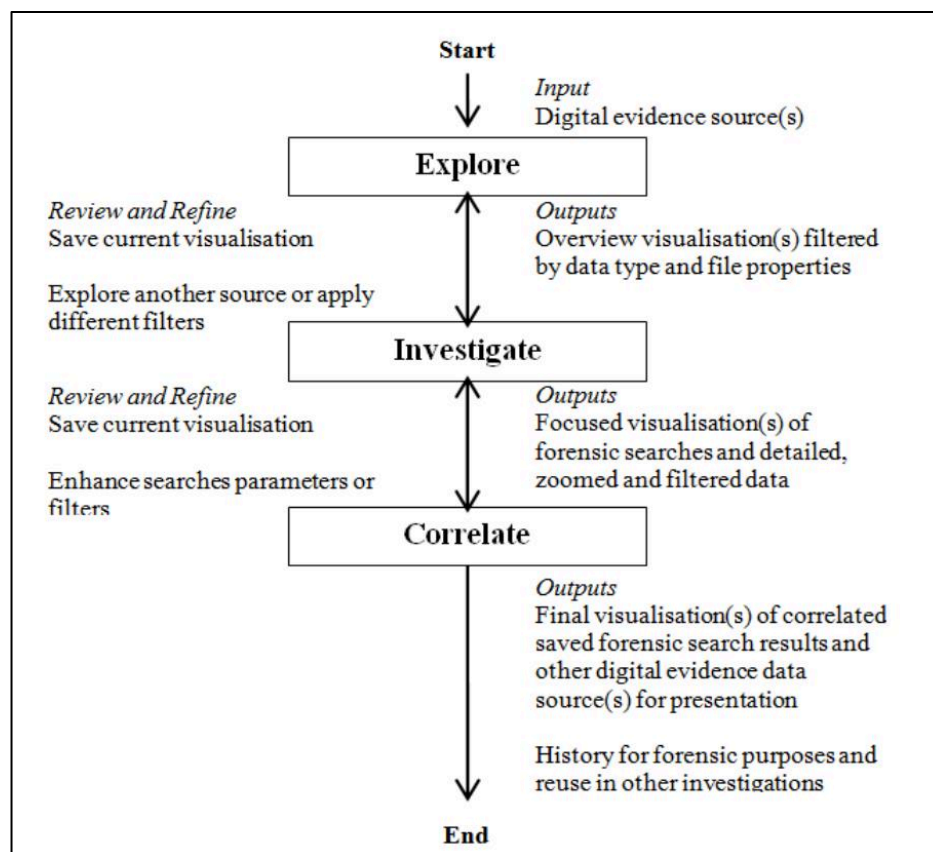 Start
Input
Digital evidence source(s)
Explore
Review and Refine
Save current visualisation
Explore another source or apply
different filters
Outputs
Overview visualisation(s) filtered
by data type and file properties
Investigate
Review and Refine
Save current visualisation
Enhance searches parameters or
filters
Outputs
Focused visualisation(s) of
forensic searches and detailed,
zoomed and filtered data
Correlate
Outputs
Final visualisation(s) of correlated
saved forensic search results and
other digital evidence data
source(s) for presentation
History for forensic purposes and
reuse in other investigations
End